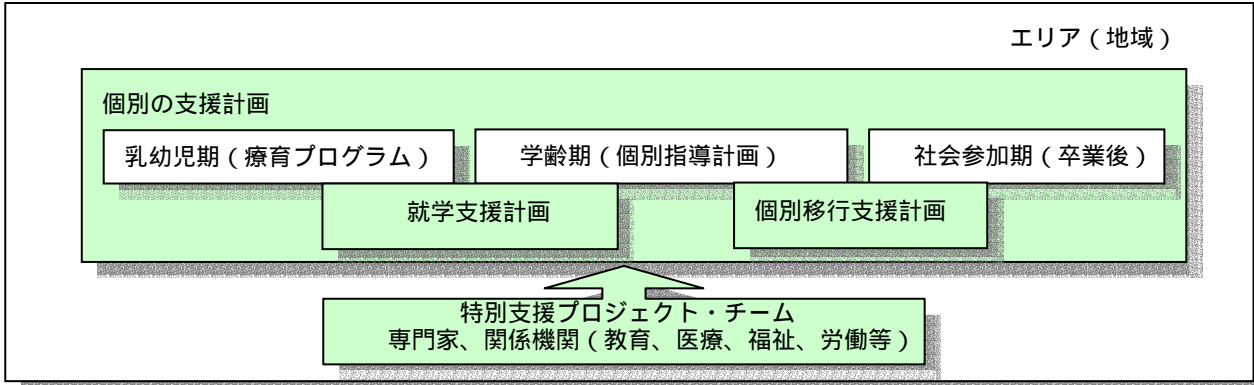 エリア(地域)
個別の支援計画
乳幼児期(療育プログラム)
学齢期(個別指導計画)
社会参加期(卒業後)
就学支援計画
個別移行支援計画
特別支援プロジェクト・チーム
専門家、関係機関(教育、医療、福祉、労働等)